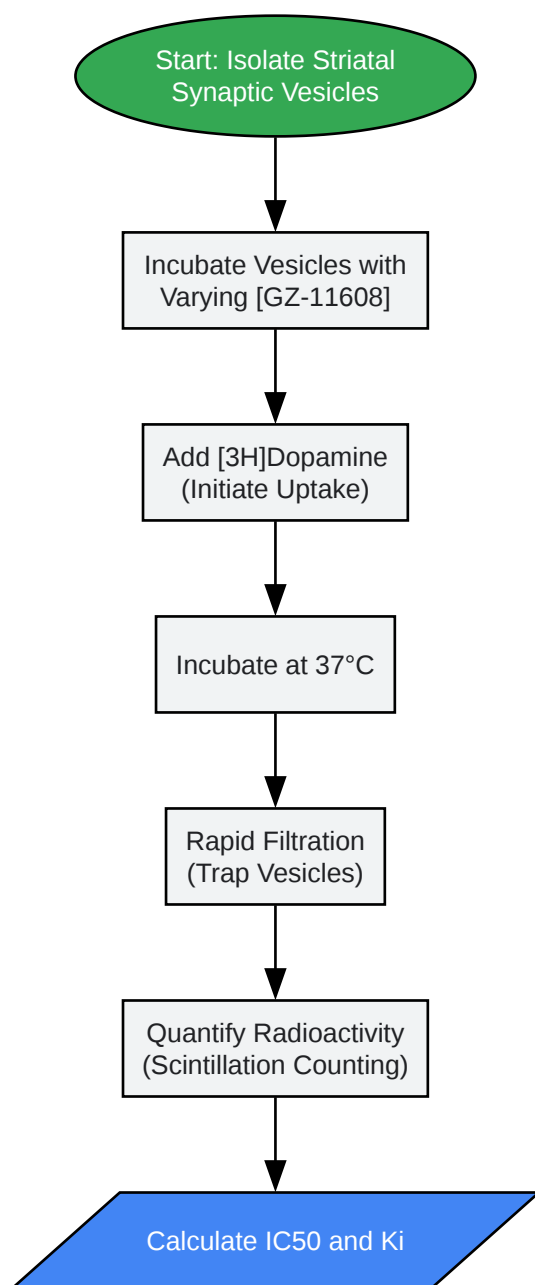 Start: Isolate Striatal
Synaptic Vesicles
Incubate Vesicles with
Varying [GZ-11608]
Add [3H]Dopamine
(Initiate Uptake)
Incubate at 37°C
Rapid Filtration
(Trap Vesicles)
Quantify Radioactivity
(Scintillation Counting)
Calculate IC50 and Ki